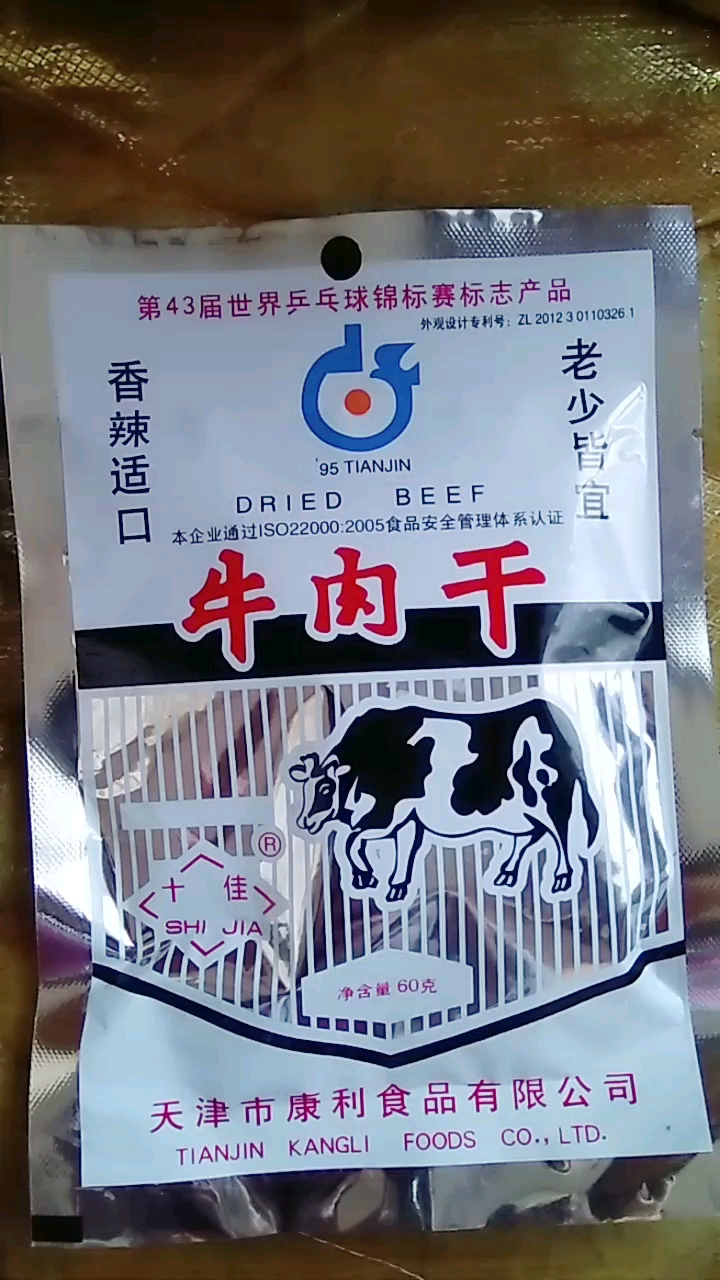 第43届世界乒乓球锦标赛标志产品
外观设计专利号：ZL 2012 3 0110326.1
香辣适口
老少皆宜
'95 TIANJIN
DRIED BEEF
本企业通过ISO22000:2005食品安全管理体系认证
牛肉干
®
十佳
SHI JIA
净含量 60克
天津市康利食品有限公司
TIANJIN KANGLI FOODS CO., LTD.